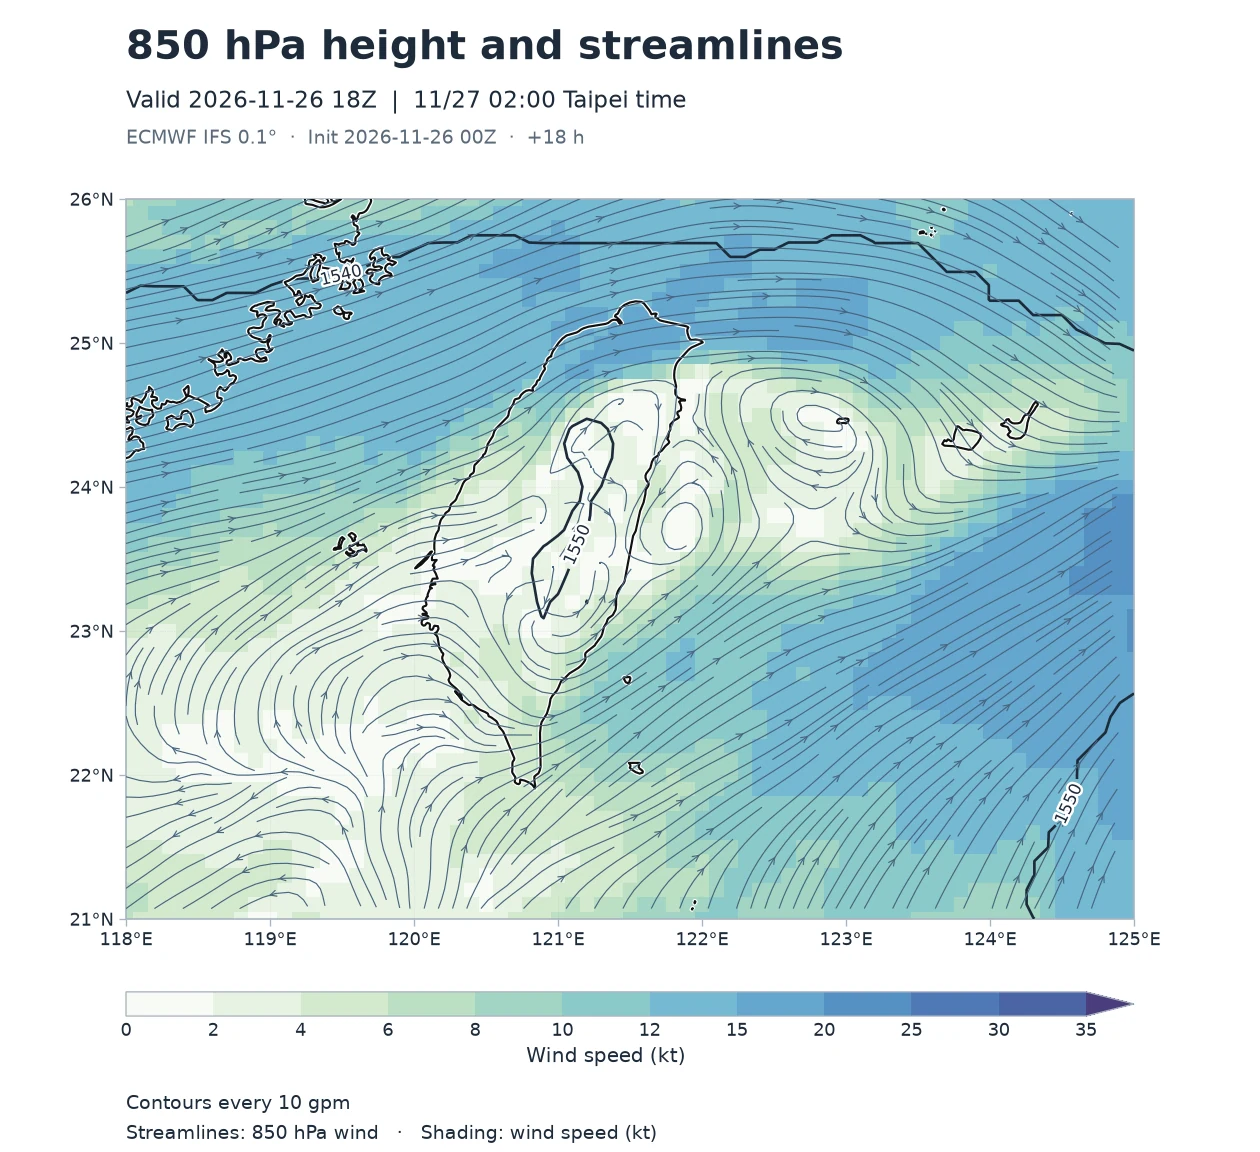 850 hPa height and streamlines
Valid 2026-11-26 18Z | 11/27 02:00 Taipei time
ECMWF IFS 0.1° · Init 2026-11-26 00Z · +18 h
26°N
1540
25°N
24°N
1550
23°N
22°N
1550
21°N
118°E 119°E 120°E 121°E 122°E 123°E 124°E 125°E
0 2 4 6 8 10 12 15 20 25 30 35
Wind speed (kt)
Contours every 10 gpm
Streamlines: 850 hPa wind · Shading: wind speed (kt)